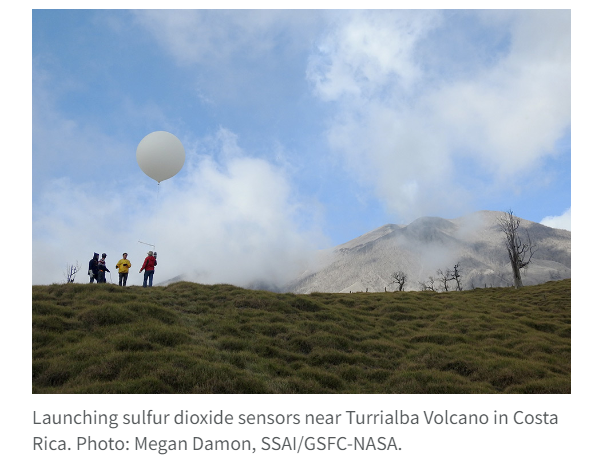 Launching sulfur dioxide sensors near Turrialba Volcano in Costa
Rica. Photo: Megan Damon, SSAI/GSFC-NASA.